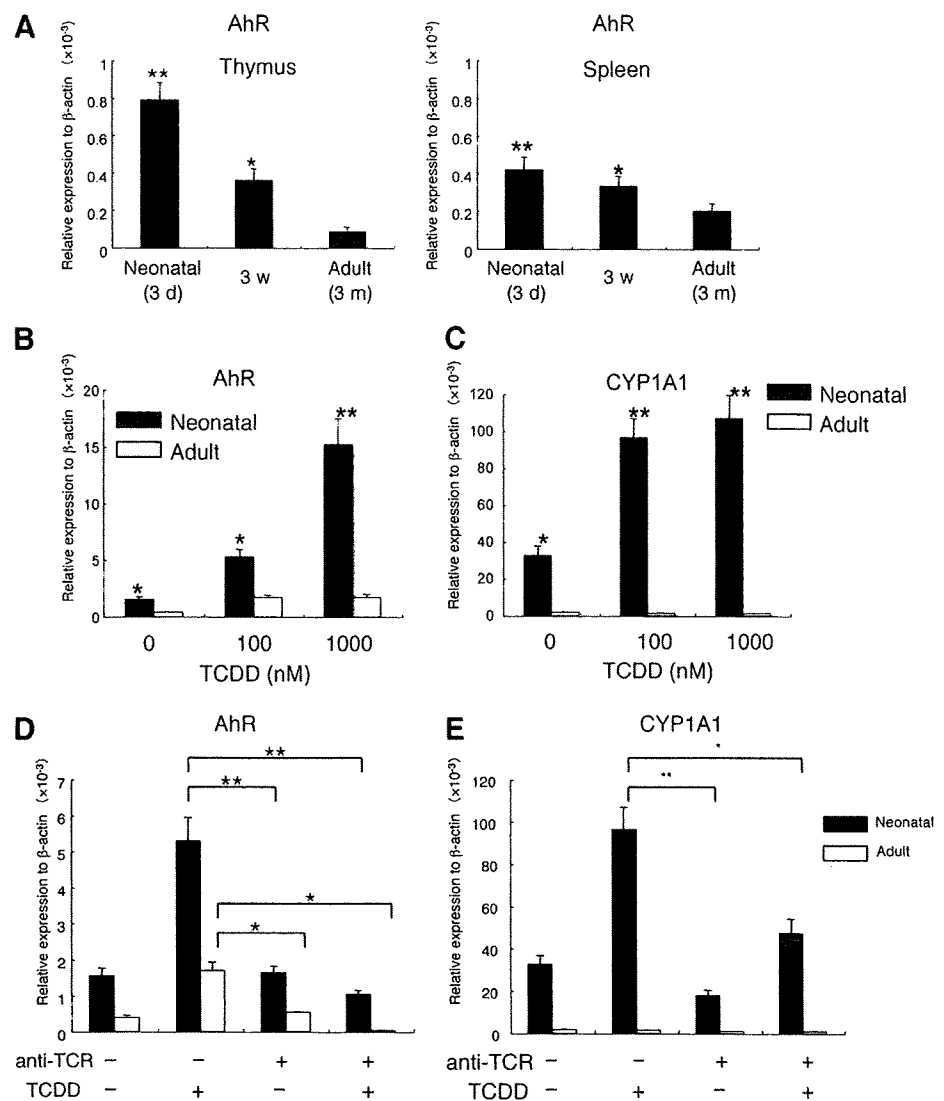 A
AhR
Thymus
Relative expression to β-actin (×10⁻³)
1
0.8
0.6
0.4
0.2
0
**
*
Neonatal
(3 d)
3 w
Adult
(3 m)
AhR
Spleen
Relative expression to β-actin (×10⁻³)
1
0.8
0.6
0.4
0.2
0
**
*
Neonatal
(3 d)
3 w
Adult
(3 m)
B
AhR
Relative expression to β-actin (×10⁻³)
20
15
10
5
0
Neonatal
Adult
*
*
**
0
100
1000
TCDD (nM)
C
CYP1A1
Relative expression to β-actin (×10⁻³)
120
100
80
60
40
20
0
Neonatal
Adult
*
**
**
0
100
1000
TCDD (nM)
D
AhR
Relative expression to β-actin (×10⁻³)
7
6
5
4
3
2
1
0
**
**
*
*
anti-TCR − − + +
TCDD − + − +
E
CYP1A1
Relative expression to β-actin (×10⁻³)
120
100
80
60
40
20
0
*
**
Neonatal
Adult
− − + +
− + − +